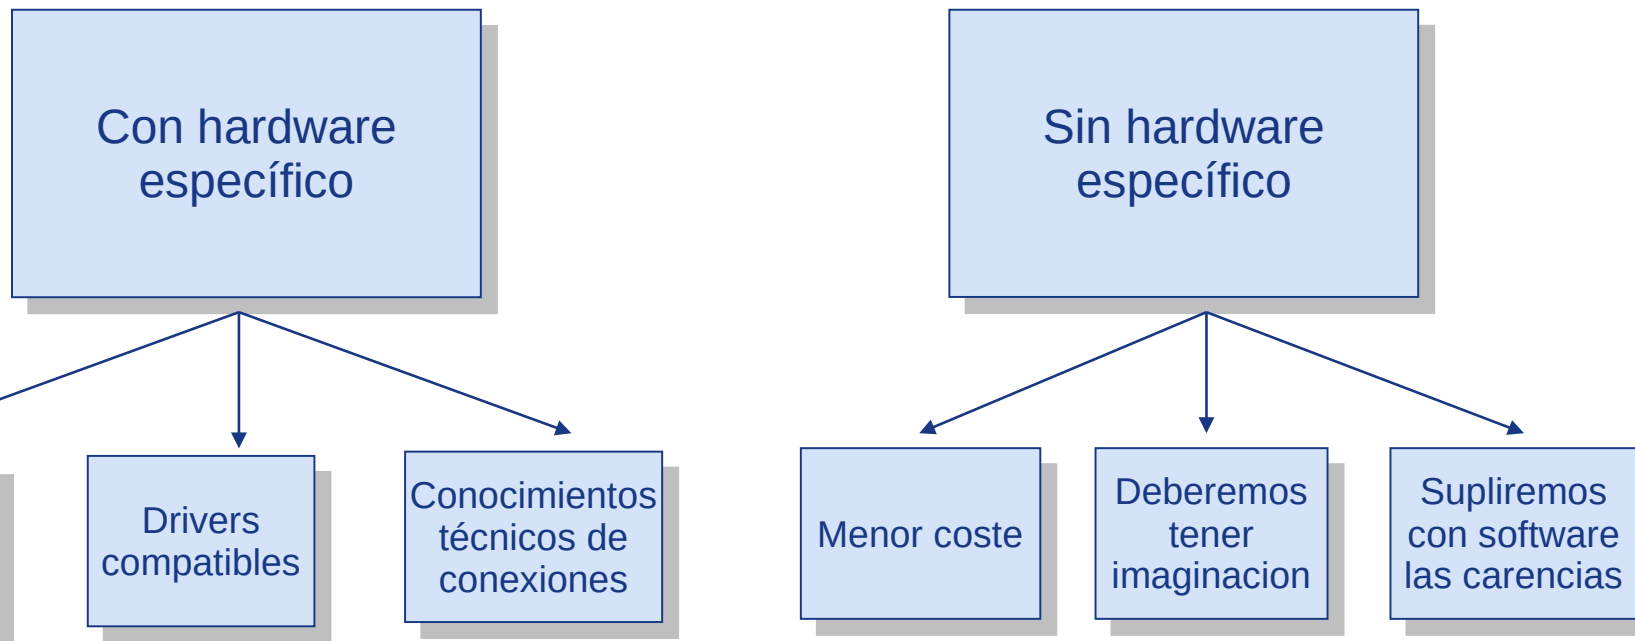 Con hardware
específico
Sin hardware
específico
Drivers
compatibles
Conocimientos
técnicos de
conexiones
Menor coste
Deberemos
tener
imaginacion
Supliremos
con software
las carencias